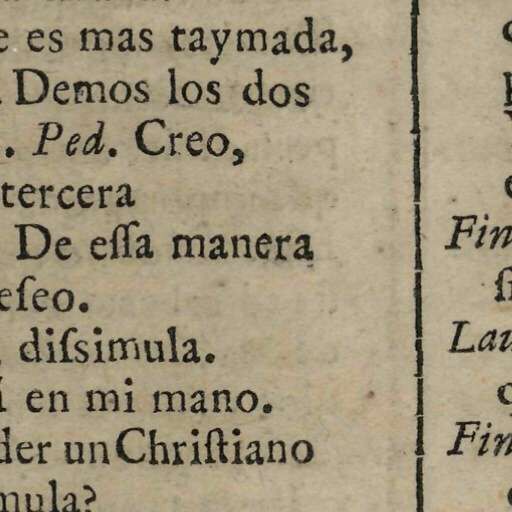 e es mas taymada,
Demos los dos
. Ped. Creo,
tercera
De eſſa manera
eſeo.
diſsimula.
en mi mano.
der un Chriſtiano
mula?
Fin
ſi
Lau
Fin